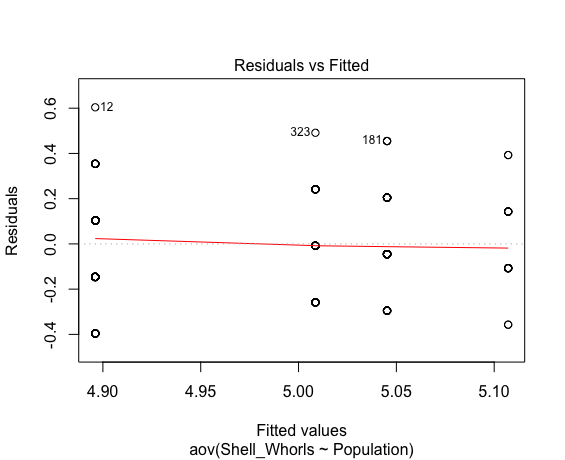 Residuals vs Fitted
Residuals
0.6
0.4
0.2
0.0
-0.2
-0.4
12
323
181
4.90 4.95 5.00 5.05 5.10
Fitted values
aov(Shell_Whorls ~ Population)